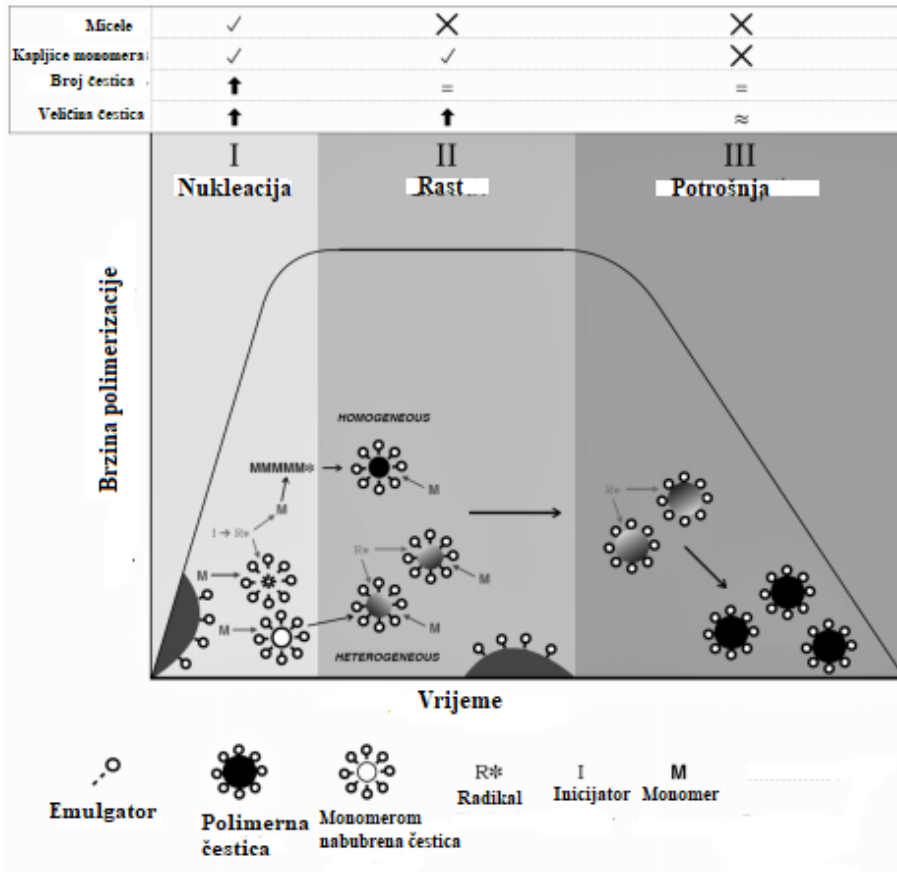 Micele
Kapljice monomera
Broj čestica
= =
Veličina čestica
≈
I II III
Nukleacija Rast Potrošnja
Brzina polimerizacije
HOMOGENEOUS
MMMMM*
M
M
I → R*
R*
R*
M
M
M
M
HETEROGENEOUS
Vrijeme
R* I M
Emulgator
Polimerna
čestica
Monomerom
nabubrena čestica
Radikal
Inicijator
Monomer